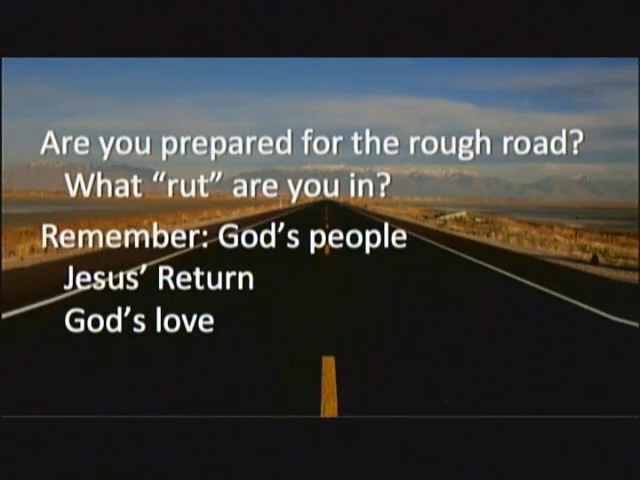 Are you prepared for the rough road?
What “rut” are you in?
Remember: God’s people
Jesus’ Return
God’s love